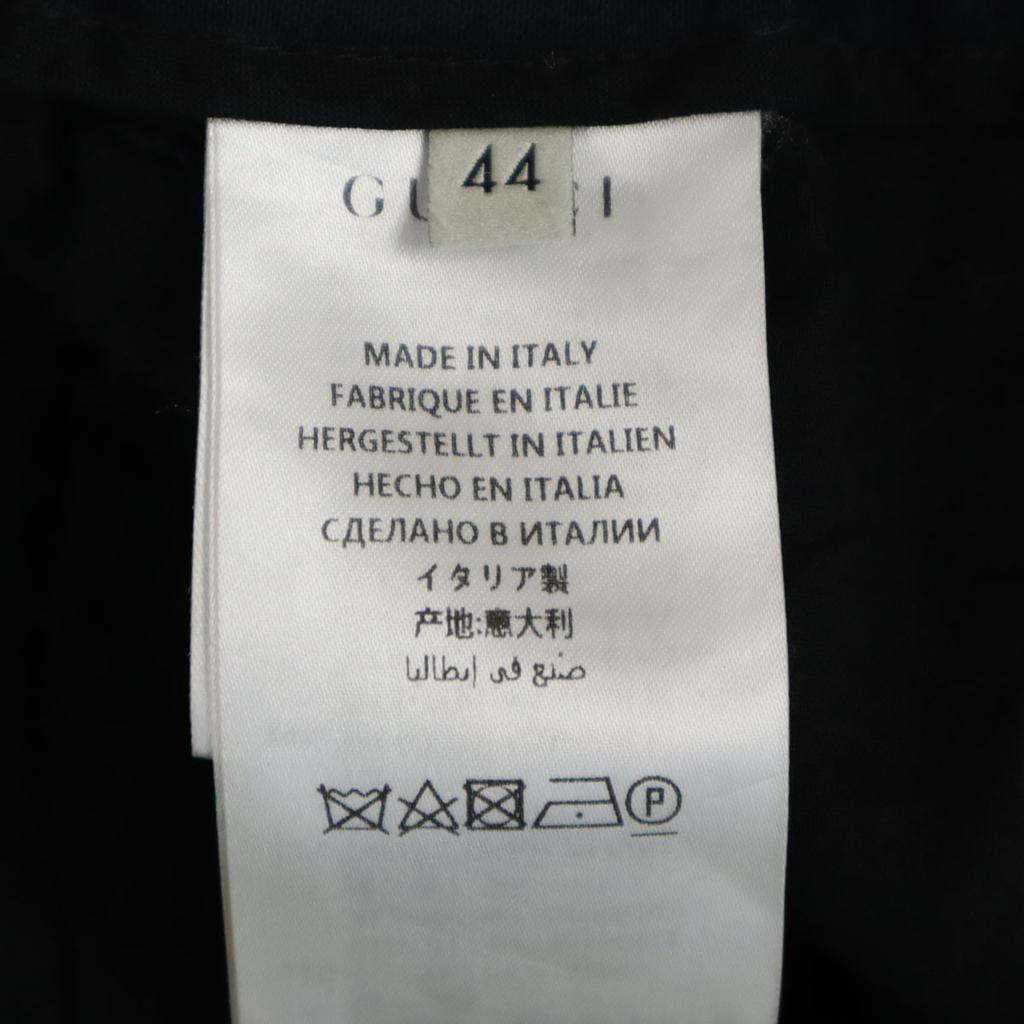 44
MADE IN ITALY
FABRIQUE EN ITALIE
HERGESTELLT IN ITALIEN
HECHO EN ITALIA
СДЕЛАНО В ИТАЛИИ
イタリア製
产地:意大利
صنع في إيطاليا
P